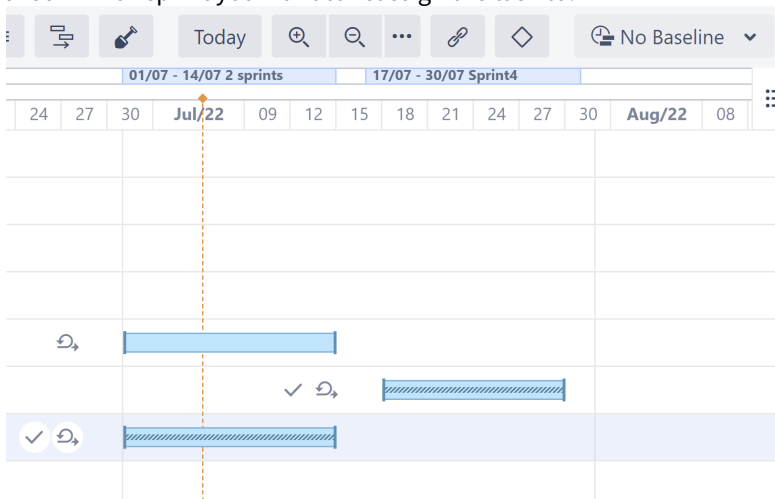 Today
No Baseline
01/07 - 14/07 2 sprints
17/07 - 30/07 Sprint4
24 27 30 Jul/22 09 12 15 18 21 24 27 30 Aug/22 08